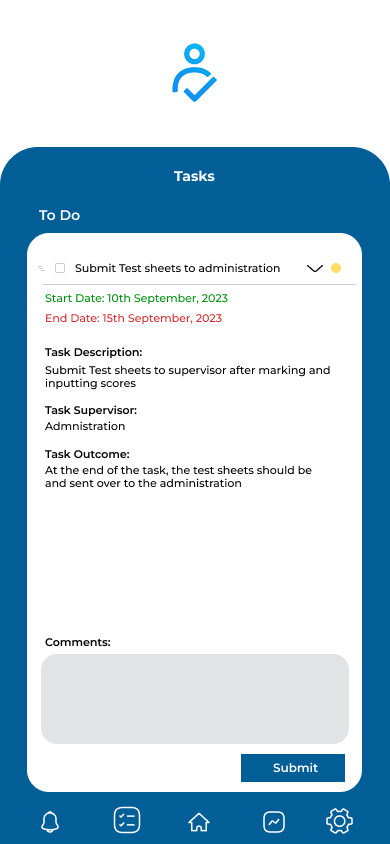 Tasks
To Do
Submit Test sheets to administration
Start Date: 10th September, 2023
End Date: 15th September, 2023
Task Description:
Submit Test sheets to supervisor after marking and
inputting scores
Task Supervisor:
Admnistration
Task Outcome:
At the end of the task, the test sheets should be
and sent over to the administration
Comments:
Submit